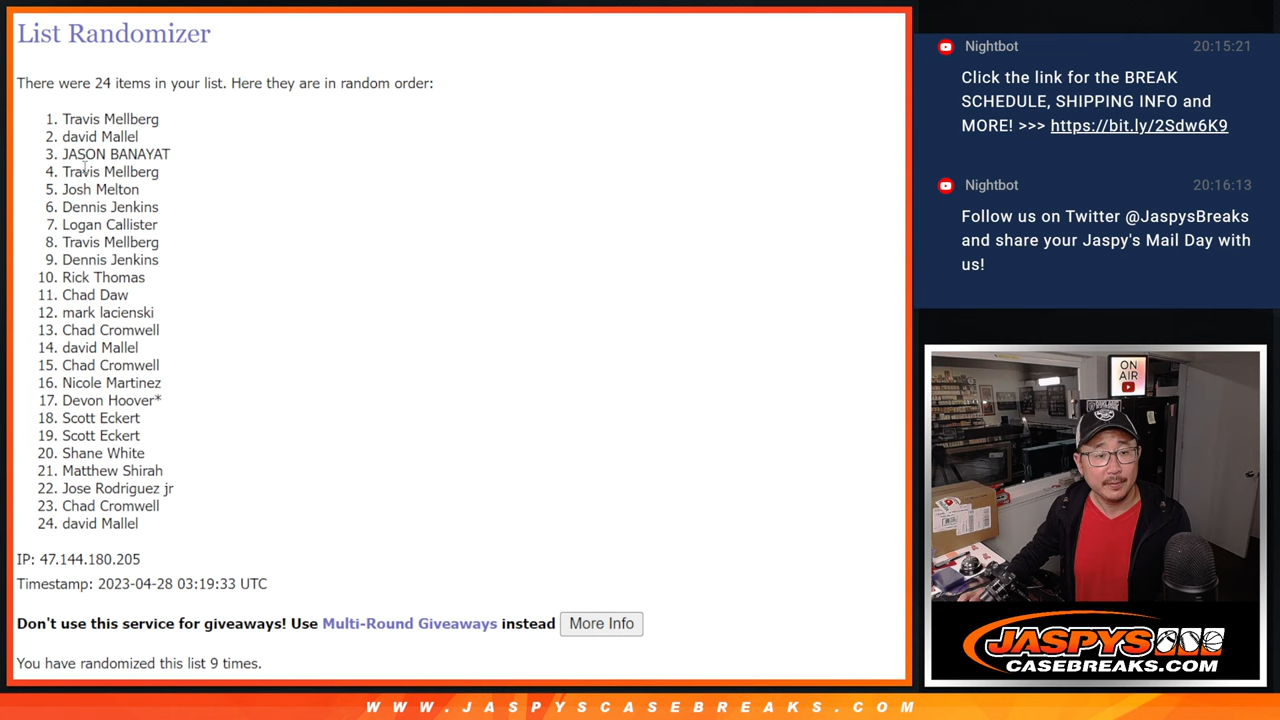 List Randomizer
There were 24 items in your list. Here they are in random order:
1. Travis Mellberg
2. david Mallel
3. JASON BANAYAT
4. Travis Mellberg
5. Josh Melton
6. Dennis Jenkins
7. Logan Callister
8. Travis Mellberg
9. Dennis Jenkins
10. Rick Thomas
11. Chad Daw
12. mark lacienski
13. Chad Cromwell
14. david Mallel
15. Chad Cromwell
16. Nicole Martinez
17. Devon Hoover*
18. Scott Eckert
19. Scott Eckert
20. Shane White
21. Matthew Shirah
22. Jose Rodriguez jr
23. Chad Cromwell
24. david Mallel
IP: 47.144.180.205
Timestamp: 2023-04-28 03:19:33 UTC
Don't use this service for giveaways! Use Multi-Round Giveaways instead More Info
You have randomized this list 9 times.
Nightbot 20:15:21
Click the link for the BREAK
SCHEDULE, SHIPPING INFO and
MORE! >>> https://bit.ly/2Sdw6K9
Nightbot 20:16:13
Follow us on Twitter @JaspysBreaks
and share your Jaspy's Mail Day with
us!
ON
AIR
JASPYS
CASEBREAKS.COM
WWW.JASPYSCASEBREAKS.COM